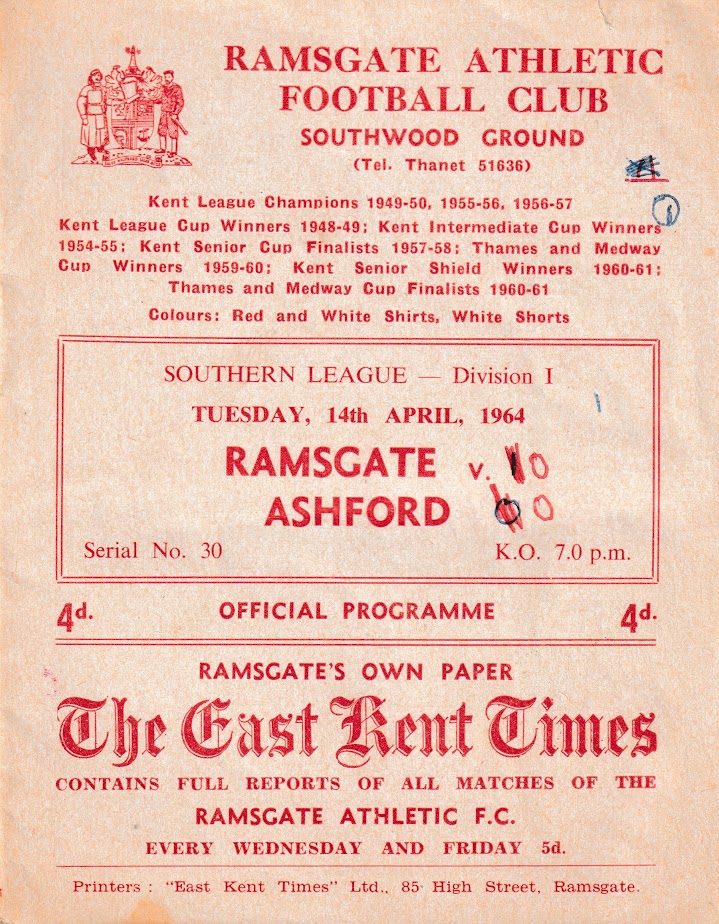 RAMSGATE ATHLETIC
FOOTBALL CLUB
SOUTHWOOD GROUND
(Tel. Thanet 51636)
Kent League Champions 1949-50, 1955-56, 1956-57
Kent League Cup Winners 1948-49; Kent Intermediate Cup Winners
1954-55; Kent Senior Cup Finalists 1957-58; Thames and Medway
Cup Winners 1959-60; Kent Senior Shield Winners 1960-61;
Thames and Medway Cup Finalists 1960-61
Colours: Red and White Shirts, White Shorts
SOUTHERN LEAGUE — Division I
TUESDAY, 14th APRIL, 1964
RAMSGATE v. 0
ASHFORD 0
Serial No. 30 K.O. 7.0 p.m.
4d. OFFICIAL PROGRAMME 4d.
RAMSGATE'S OWN PAPER
The East Kent Times
CONTAINS FULL REPORTS OF ALL MATCHES OF THE
RAMSGATE ATHLETIC F.C.
EVERY WEDNESDAY AND FRIDAY 5d.
Printers : "East Kent Times" Ltd., 85 High Street, Ramsgate.